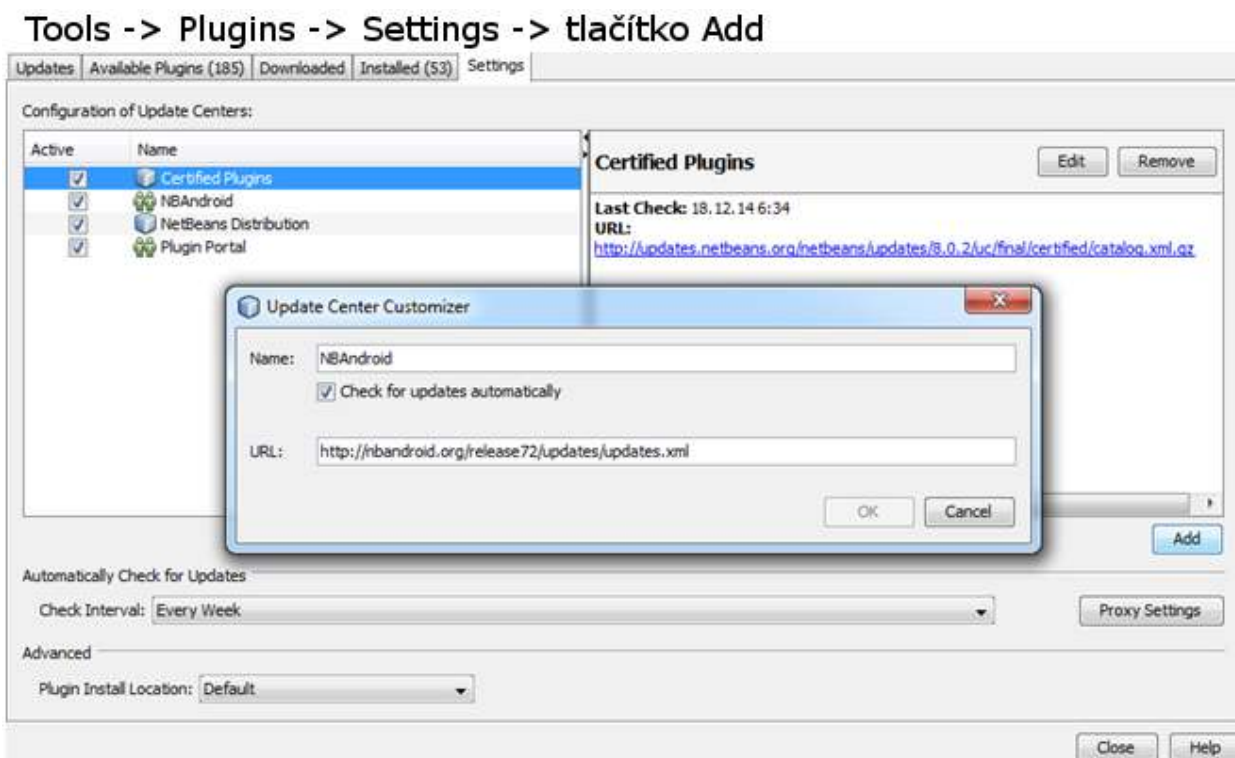 Tools -> Plugins -> Settings -> tlačítko Add
Updates Available Plugins (185) Downloaded Installed (53) Settings
Configuration of Update Centers:
Active Name
Certified Plugins
NBAndroid
NetBeans Distribution
Plugin Portal
Certified Plugins Edit Remove
Last Check: 18.12.14 6:34
URL:
http://updates.netbeans.org/netbeans/updates/8.0.2/uc/final/certified/catalog.xml.gz
Update Center Customizer
Name: NBAndroid
Check for updates automatically
URL: http://nbandroid.org/release72/updates/updates.xml
OK Cancel
Add
Automatically Check for Updates
Check Interval: Every Week Proxy Settings
Advanced
Plugin Install Location: Default
Close Help